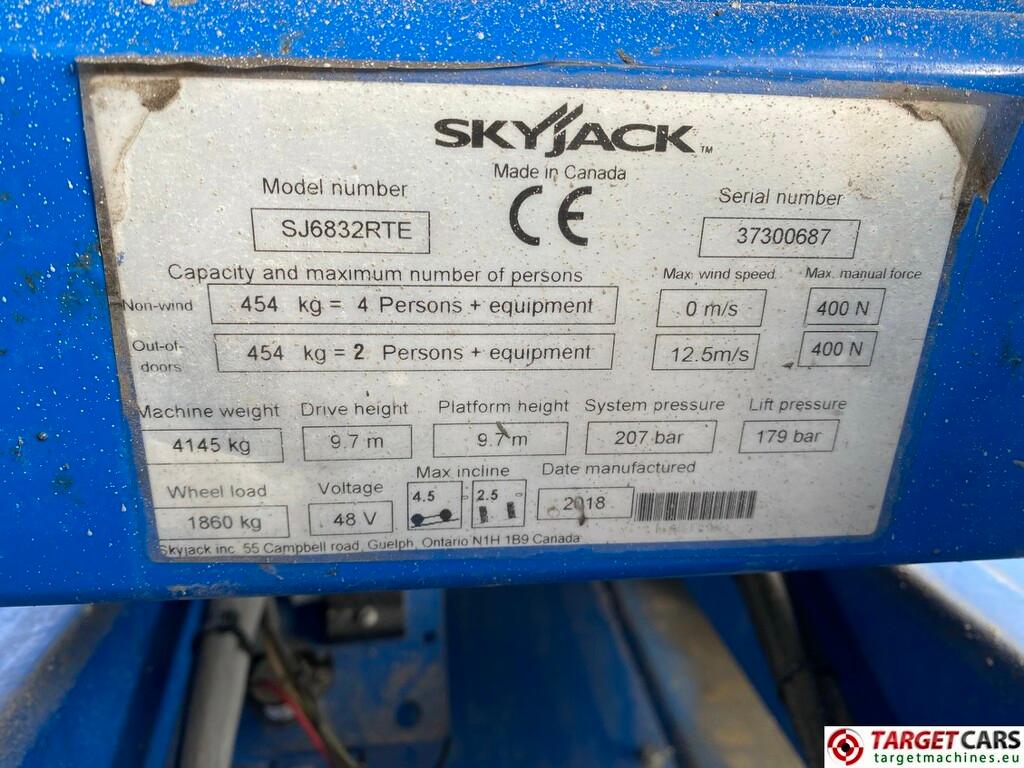 SKYJACK™
Made in Canada
CE
Model number
SJ6832RTE
Serial number
37300687
Capacity and maximum number of persons
Max. wind speed
Max. manual force
Non-wind
454 kg = 4 Persons + equipment
0 m/s
400 N
Out-of-doors
454 kg = 2 Persons + equipment
12.5m/s
400 N
Machine weight
Drive height
Platform height
System pressure
Lift pressure
4145 kg
9.7 m
9.7 m
207 bar
179 bar
Wheel load
Voltage
Max incline
Date manufactured
1860 kg
48 V
4.5
2.5
2018
Skyjack inc. 55 Campbell road, Guelph, Ontario N1H 1B9 Canada
TARGETCARS
targetmachines.eu